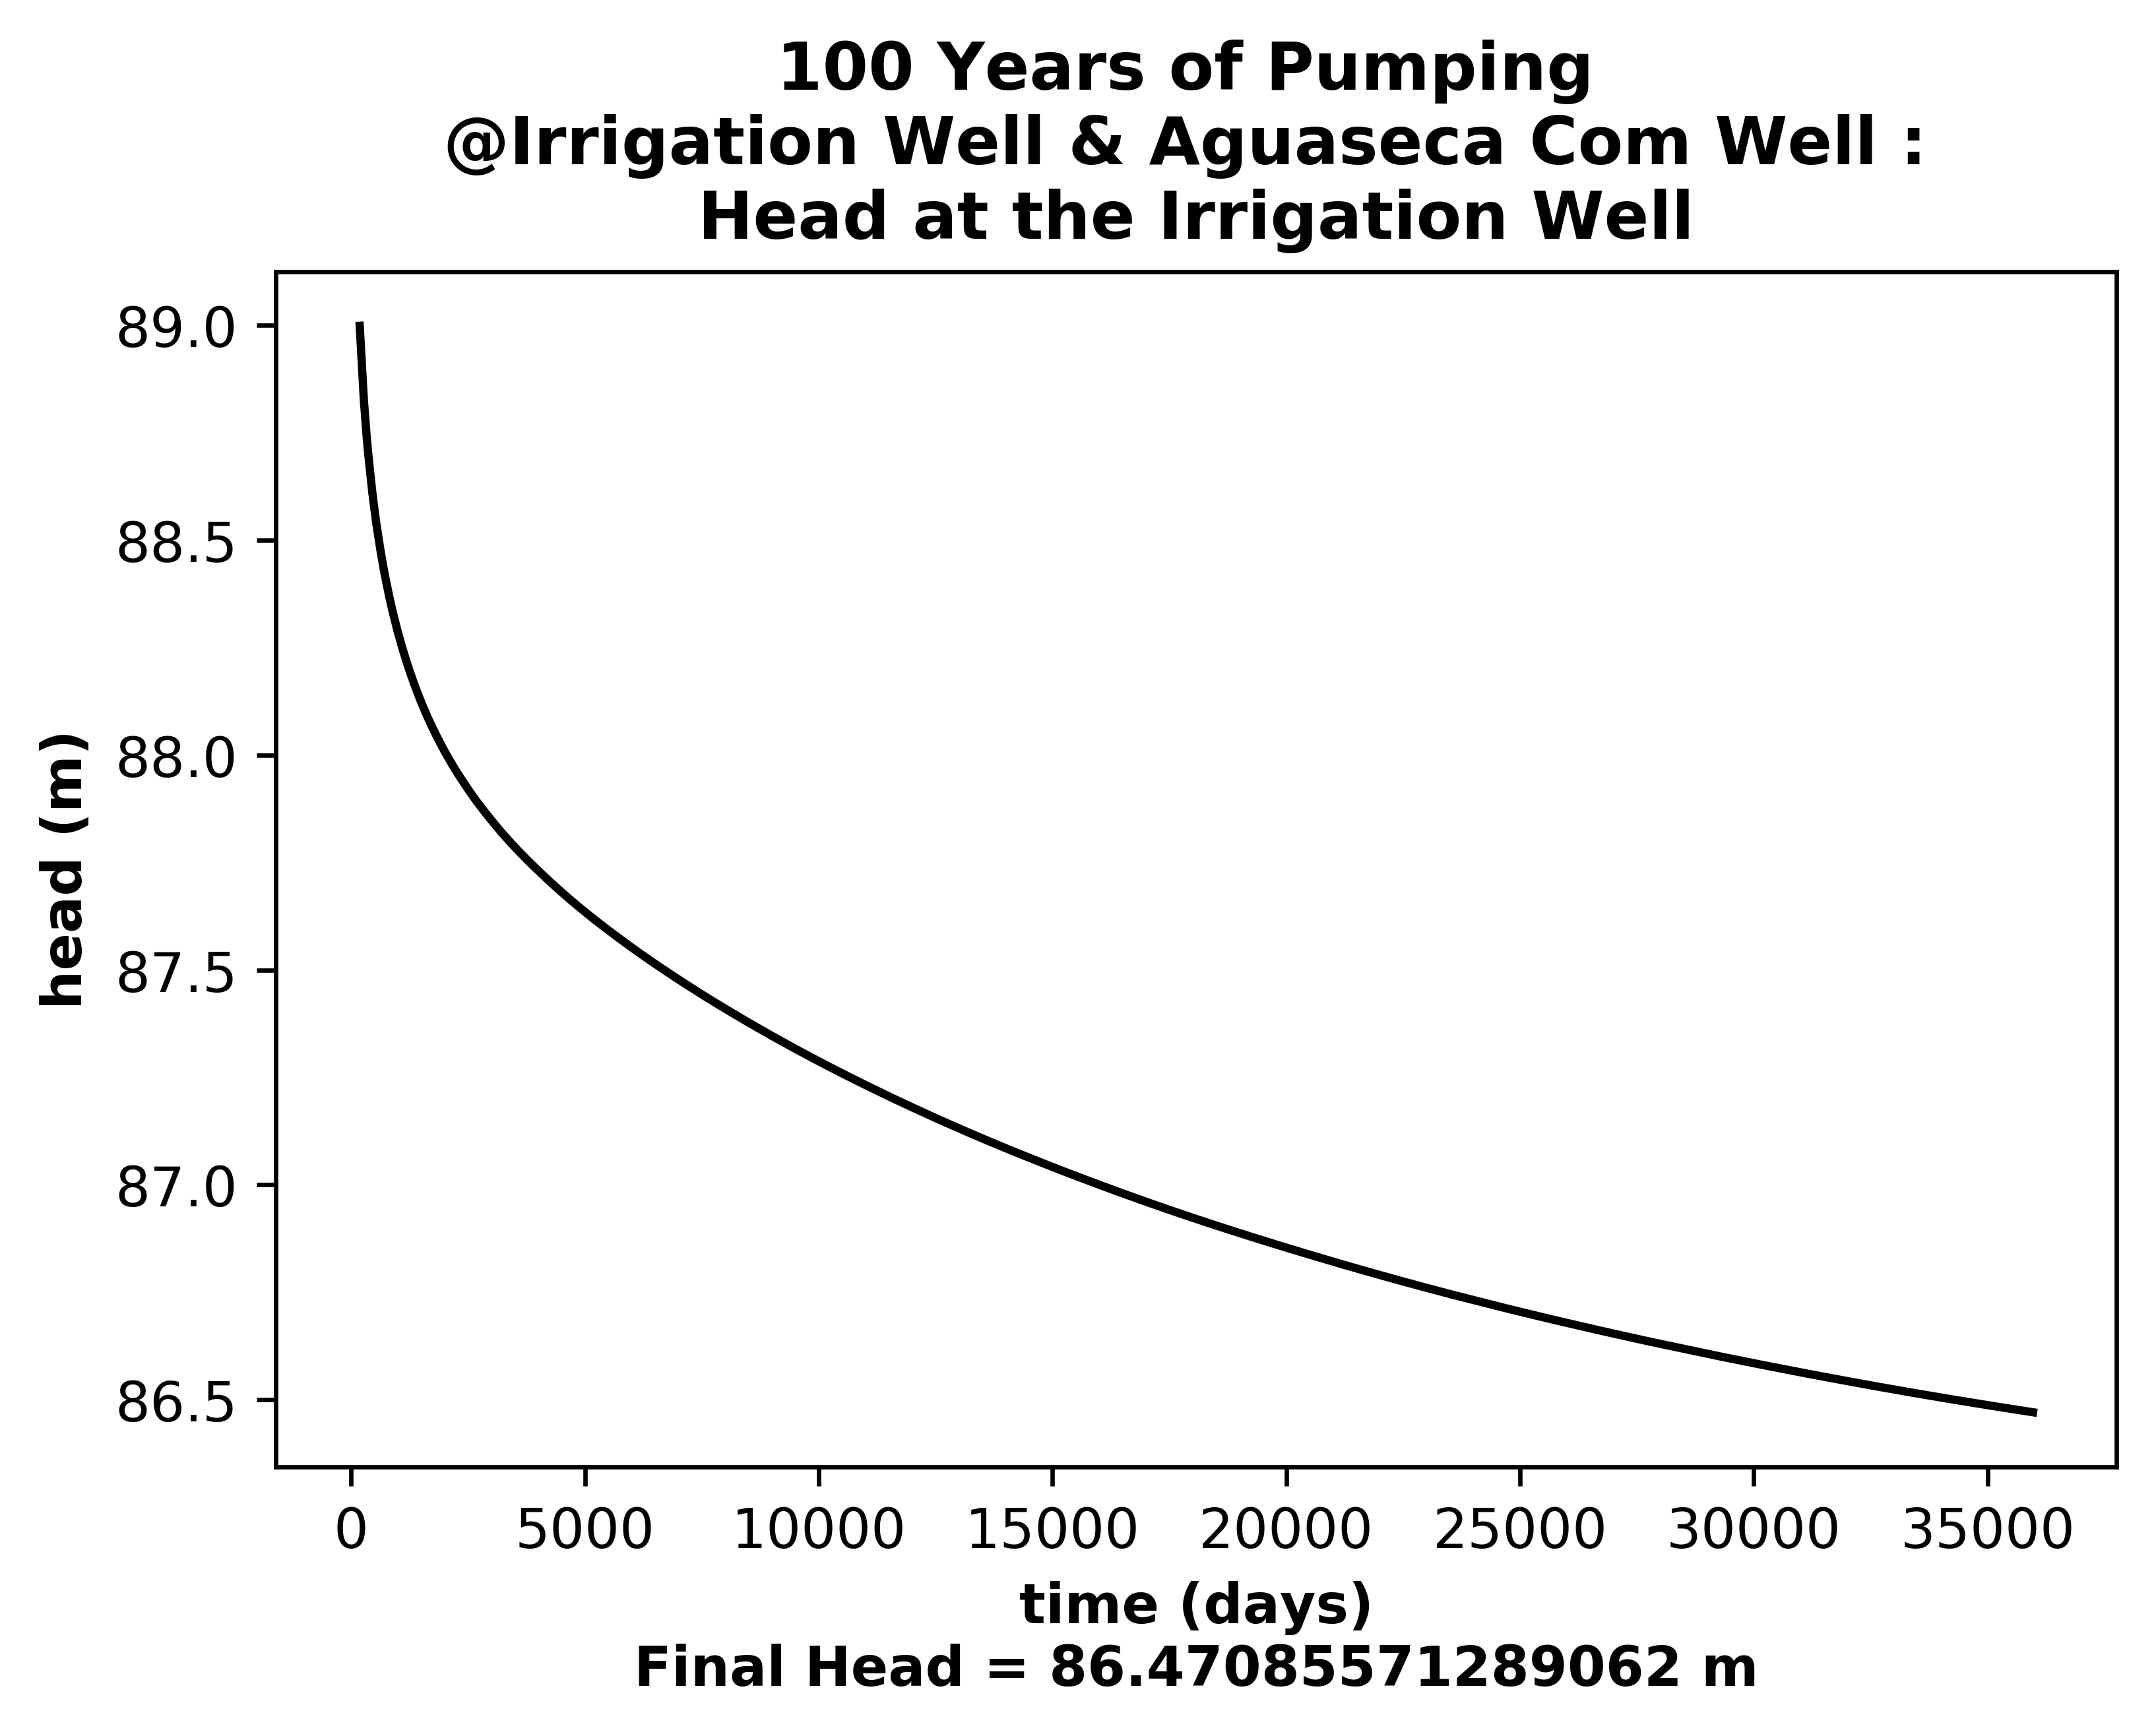 100 Years of Pumping
@Irrigation Well & Aguaseca Com Well :
Head at the Irrigation Well
head (m)
89.0
88.5
88.0
87.5
87.0
86.5
0 5000 10000 15000 20000 25000 30000 35000
time (days)
Final Head = 86.47085571289062 m